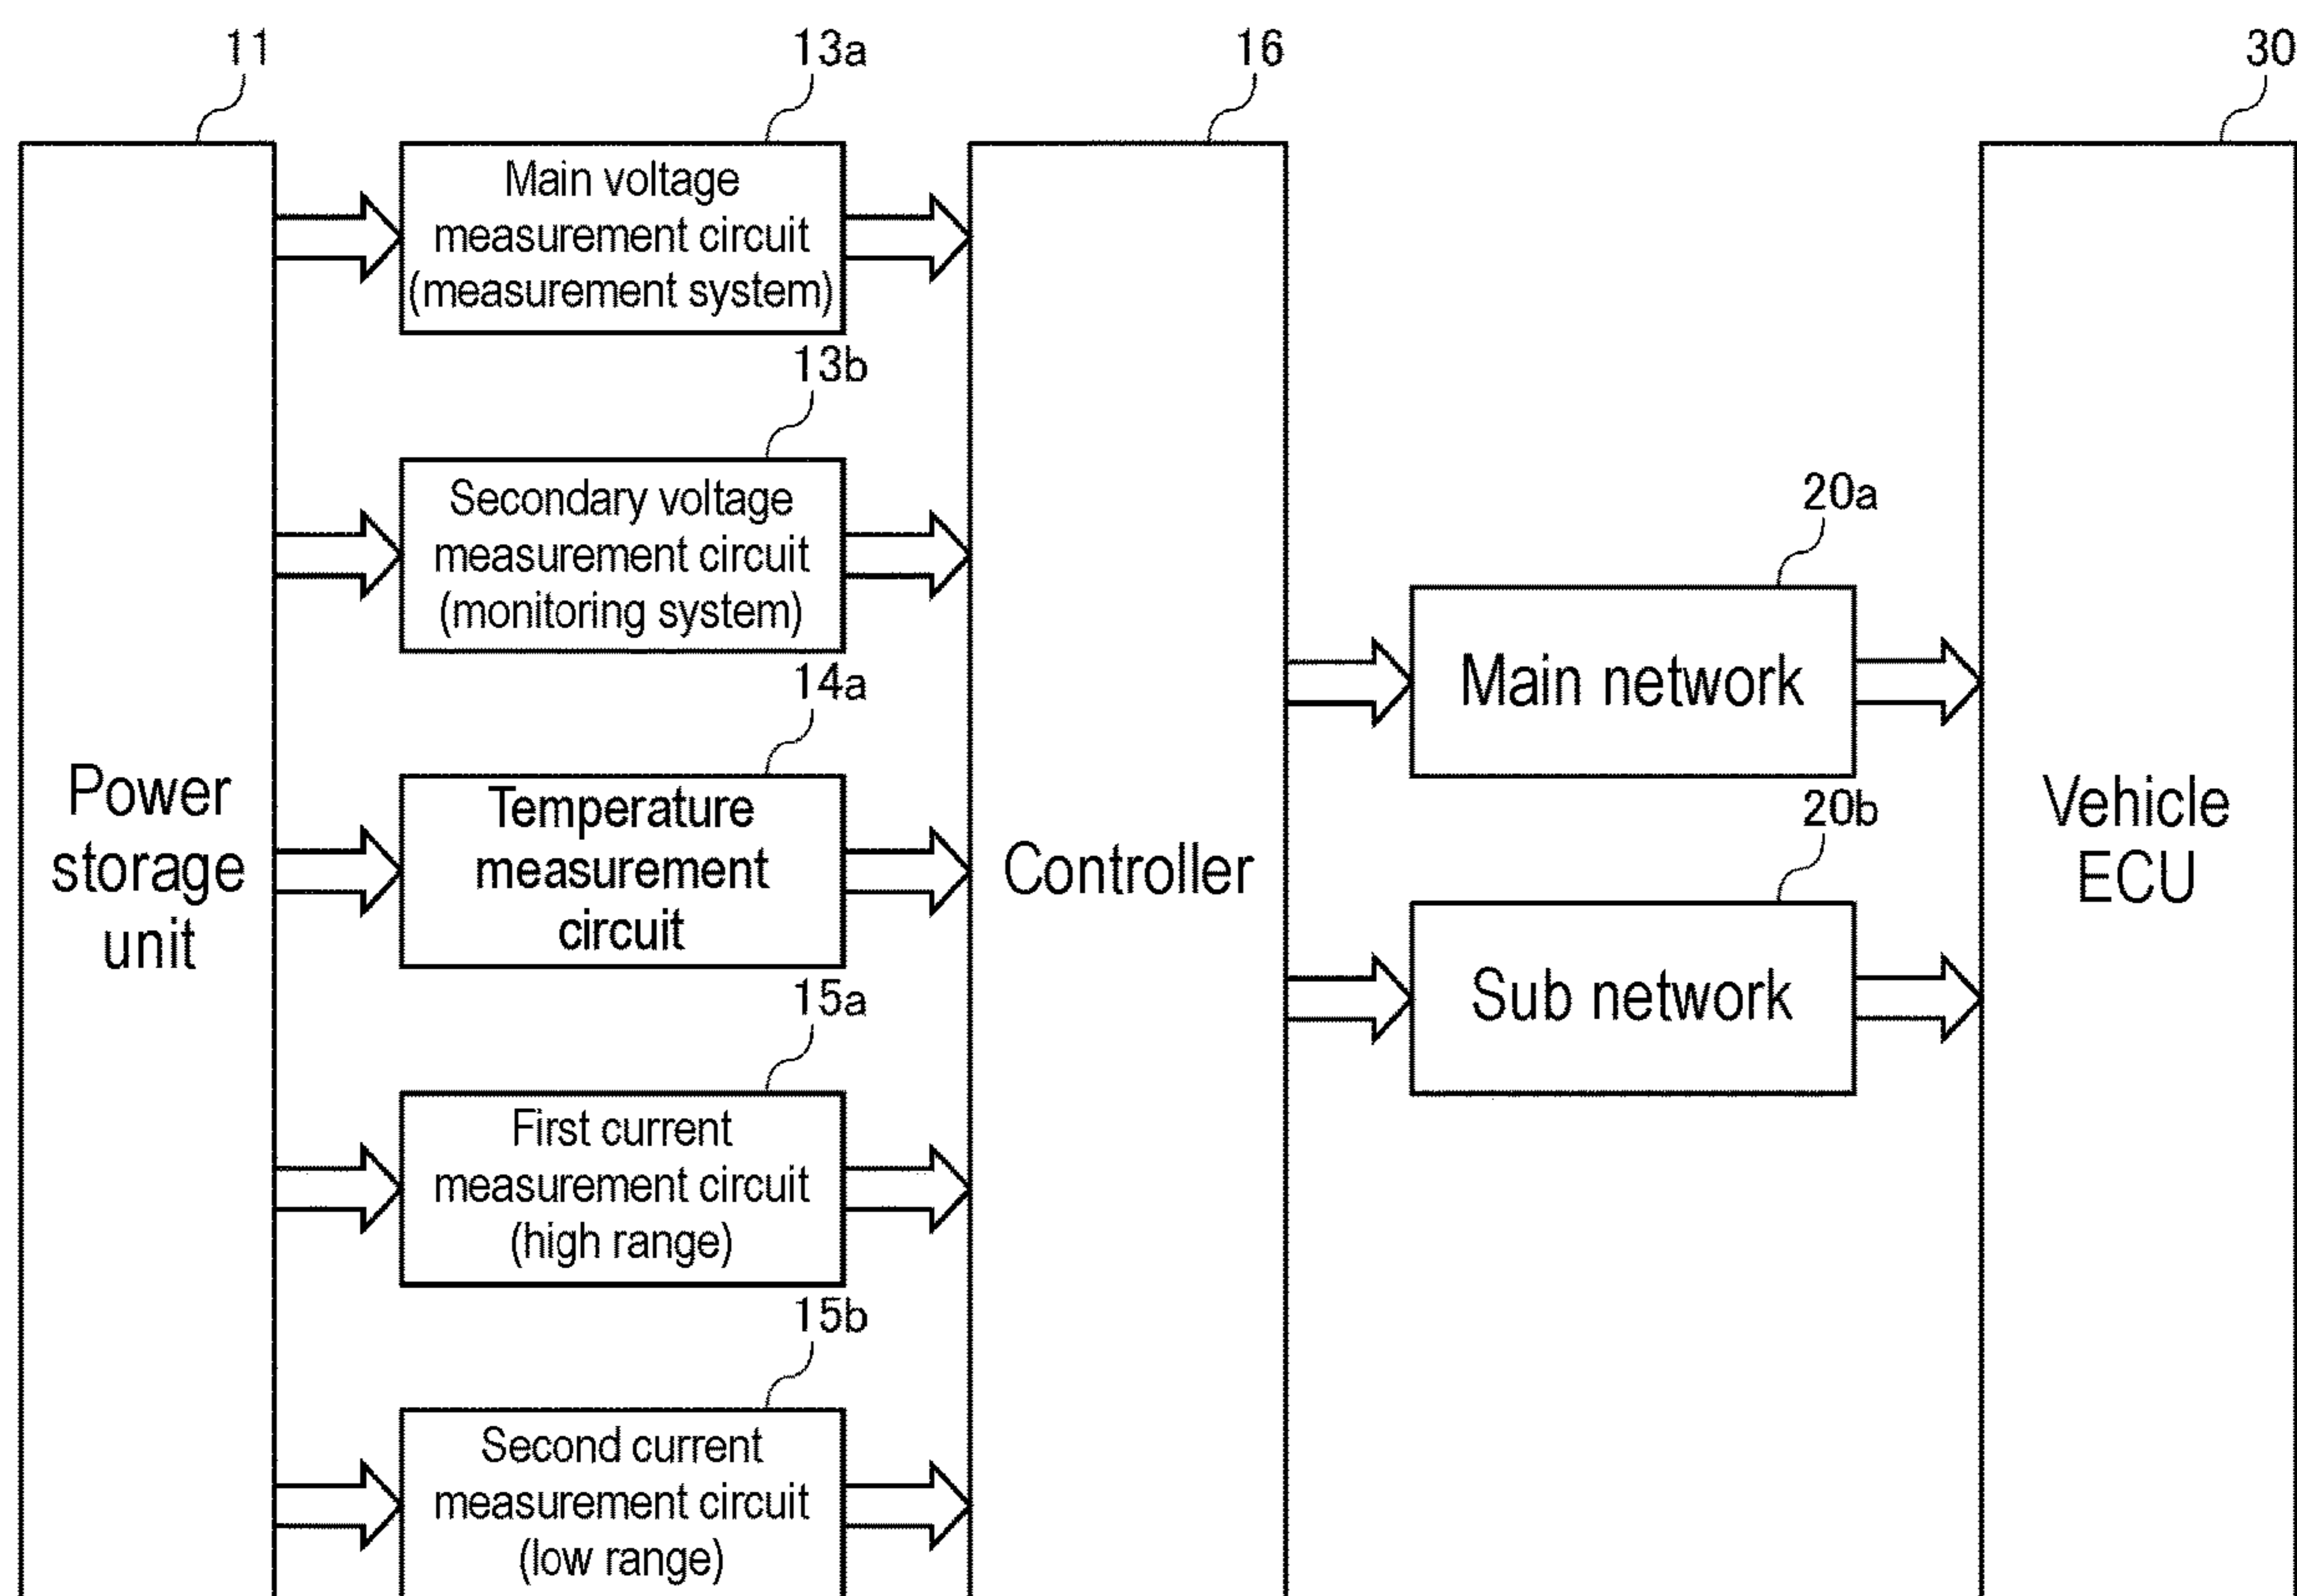 11
13a
16
30
Main voltage
measurement circuit
(measurement system)
13b
Secondary voltage
measurement circuit
(monitoring system)
14a
Temperature
measurement
circuit
15a
First current
measurement circuit
(high range)
15b
Second current
measurement circuit
(low range)
Power
storage
unit
Controller
20a
Main network
20b
Sub network
Vehicle
ECU